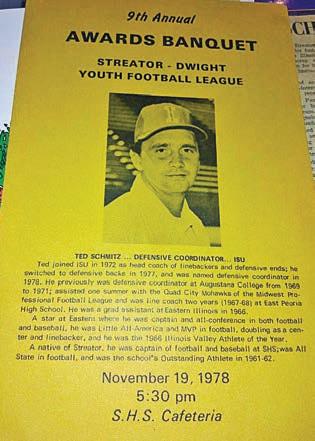 9th Annual
AWARDS BANQUET
STREATOR - DWIGHT
YOUTH FOOTBALL LEAGUE
TED SCHMITZ ... DEFENSIVE COORDINATOR... ISU
Ted joined ISU in 1972 as head coach of linebackers and defensive ends; he
switched to defensive backs in 1977, and was named defensive coordinator in
1978. He previously was defensive coordinator at Augustana College from 1969
to 1971; assisted one summer with the Quad City Mohawks of the Midwest Pro-
fessional Football League and was line coach two years (1967-68) at East Peoria
High School. He was a grad assistant at Eastern Illinois in 1966.
A star at Eastern where he was captain and all-conference in both football
and baseball, he was Little All-America and MVP in football, doubling as a cen-
ter and linebacker, and he was the 1966 Illinois Valley Athlete of the Year.
A native of Streator, he was captain of football and baseball at SHS; was All
State in football, and was the school's Outstanding Athlete in 1961-62.
November 19, 1978
5:30 pm
S.H.S. Cafeteria